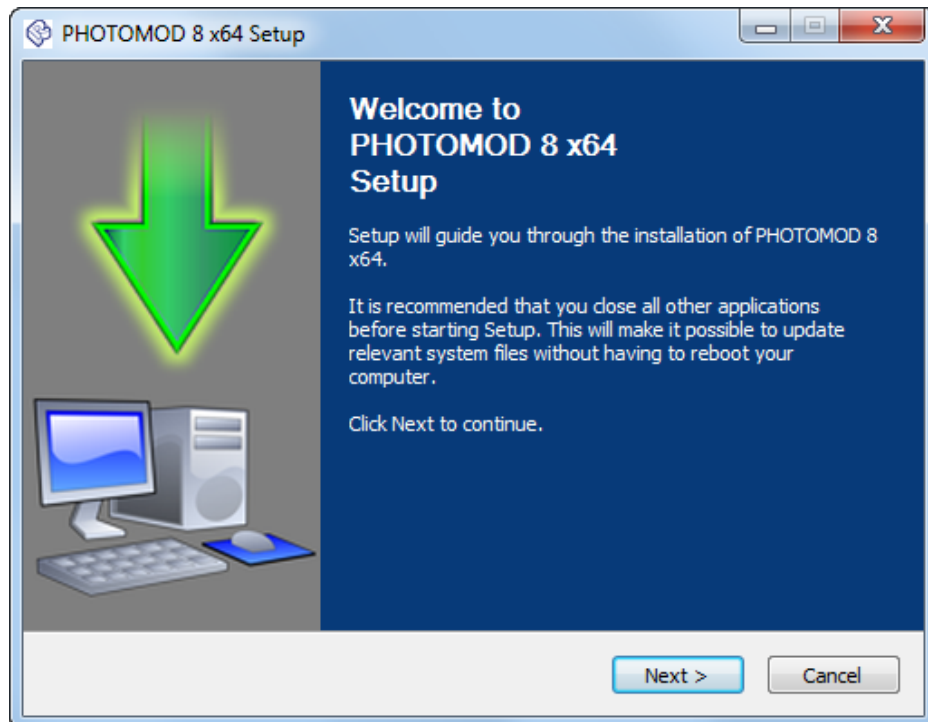 PHOTOMOD 8 x64 Setup
Welcome to
PHOTOMOD 8 x64
Setup
Setup will guide you through the installation of PHOTOMOD 8
x64.
It is recommended that you close all other applications
before starting Setup. This will make it possible to update
relevant system files without having to reboot your
computer.
Click Next to continue.
Next >
Cancel